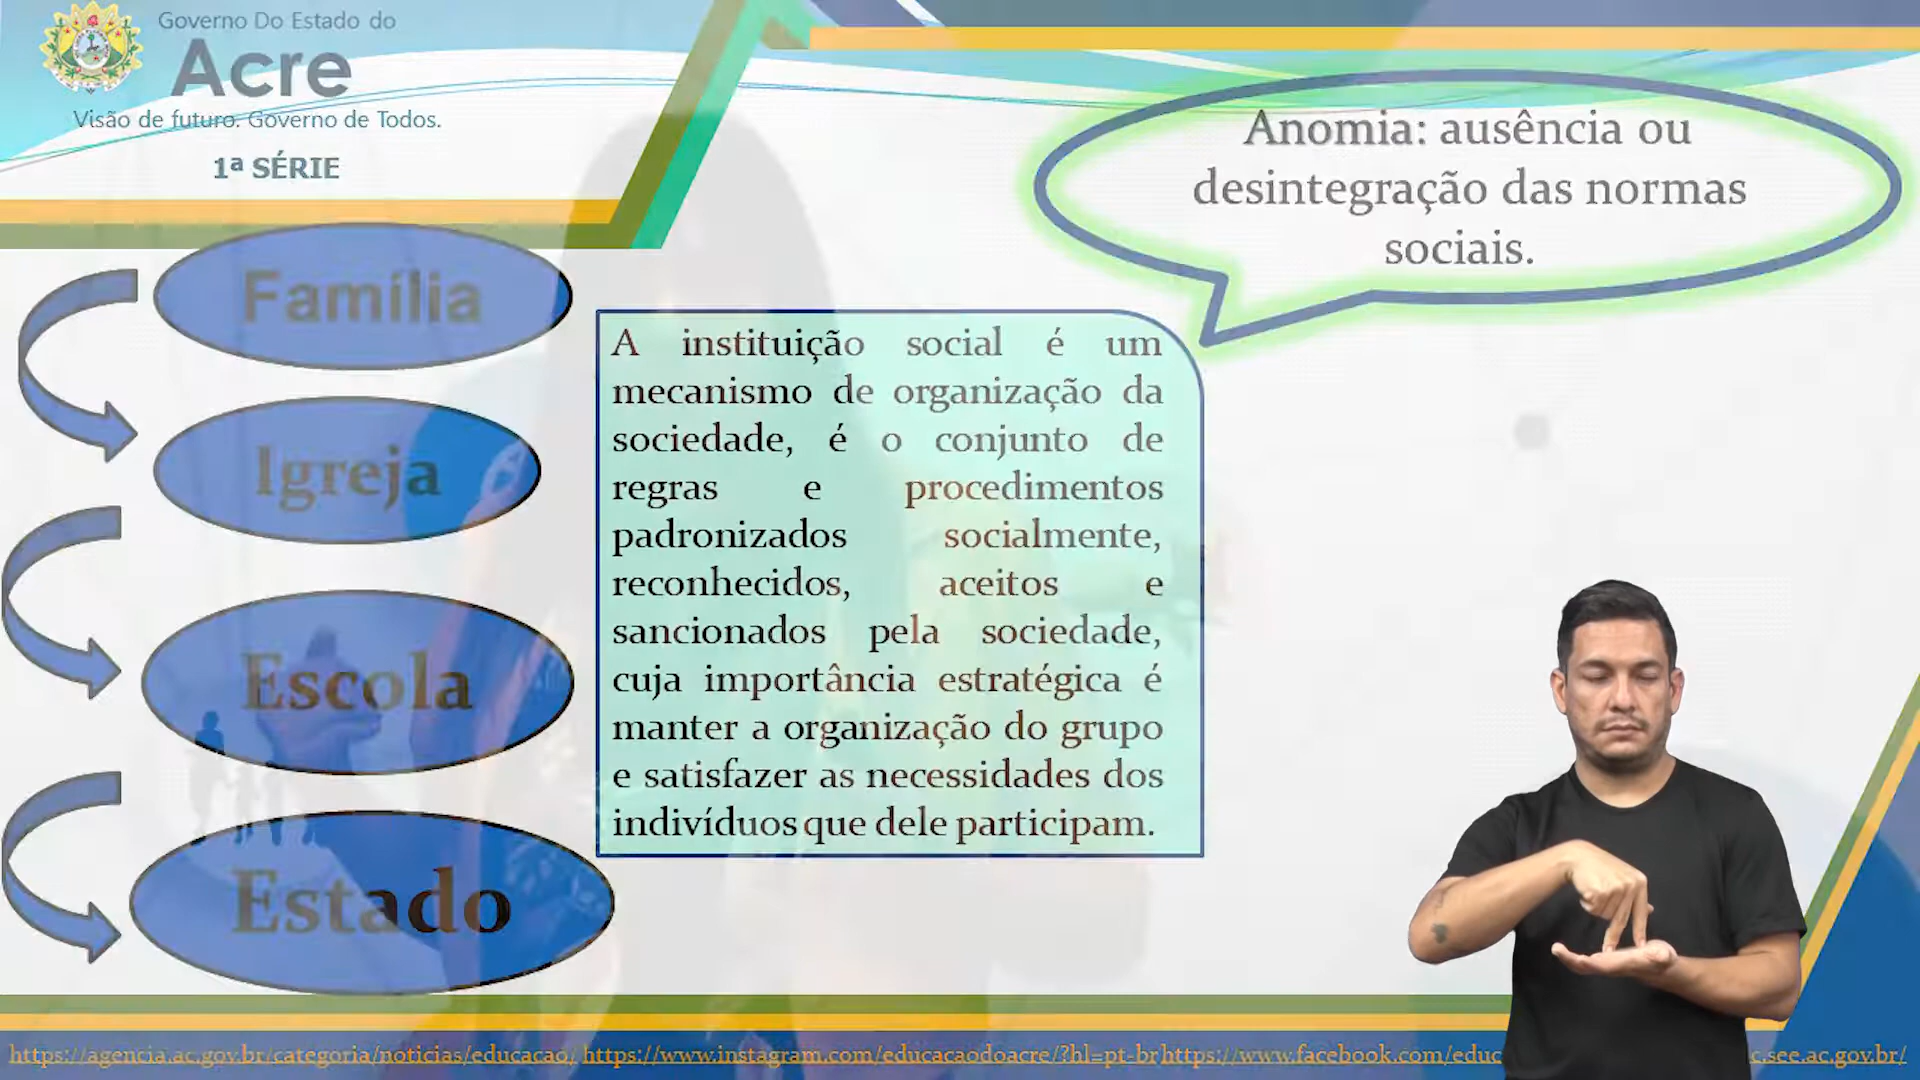 Governo Do Estado do
Acre
Visão de futuro. Governo de Todos.
1ª SÉRIE
Anomia: ausência ou
desintegração das normas
sociais.
Família
Igreja
Escola
Estado
A instituição social é um
mecanismo de organização da
sociedade, é o conjunto de
regras e procedimentos
padronizados socialmente,
reconhecidos, aceitos e
sancionados pela sociedade,
cuja importância estratégica é
manter a organização do grupo
e satisfazer as necessidades dos
indivíduos que dele participam.
https://agencia.ac.gov.br/categoria/noticias/educacao/ https://www.instagram.com/educacaodoacre/?hl=pt-brhttps://www.facebook.com/educ c.see.ac.gov.br/